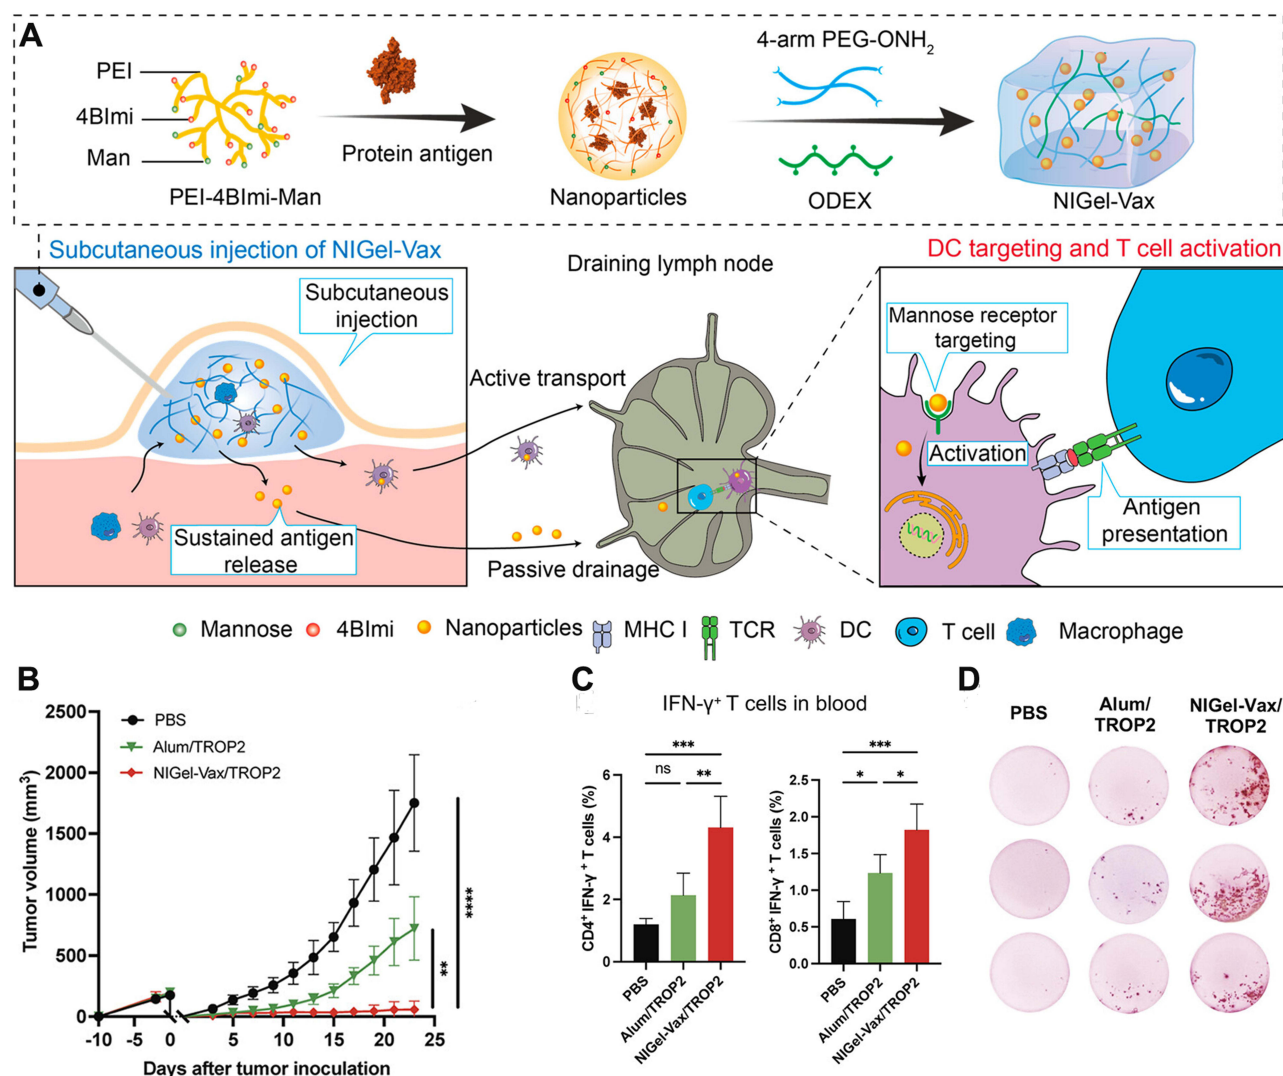 A
PEI
4BImi
Man
PEI-4BImi-Man
Protein antigen
Nanoparticles
4-arm PEG-ONH₂
ODEX
NIGel-Vax
Subcutaneous injection of NIGel-Vax
Draining lymph node
DC targeting and T cell activation
Subcutaneous
injection
Active transport
Sustained antigen
release
Passive drainage
Mannose receptor
targeting
Activation
Antigen
presentation
Mannose
4BImi
Nanoparticles
MHC I
TCR
DC
T cell
Macrophage
B
2500
2000
1500
1000
500
0
Tumor volume (mm³)
PBS
Alum/TROP2
NIGel-Vax/TROP2
****
**
-10
-5
0
5
10
15
20
25
Days after tumor inoculation
C
IFN-γ⁺ T cells in blood
CD4⁺ IFN-γ ⁺ T cells (%)
6
4
2
0
***
ns
**
PBS
Alum/TROP2
NIGel-Vax/TROP2
CD8⁺ IFN-γ ⁺ T cells (%)
2.5
2.0
1.5
1.0
0.5
0.0
***
*
*
PBS
Alum/TROP2
NIGel-Vax/TROP2
D
PBS
Alum/
TROP2
NIGel-Vax/
TROP2